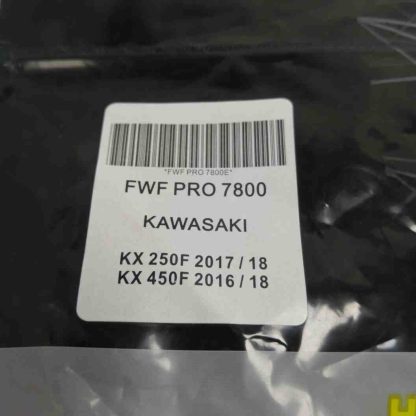 *FWF PRO 7800E*
FWF PRO 7800
KAWASAKI
KX 250F 2017 / 18
KX 450F 2016 / 18